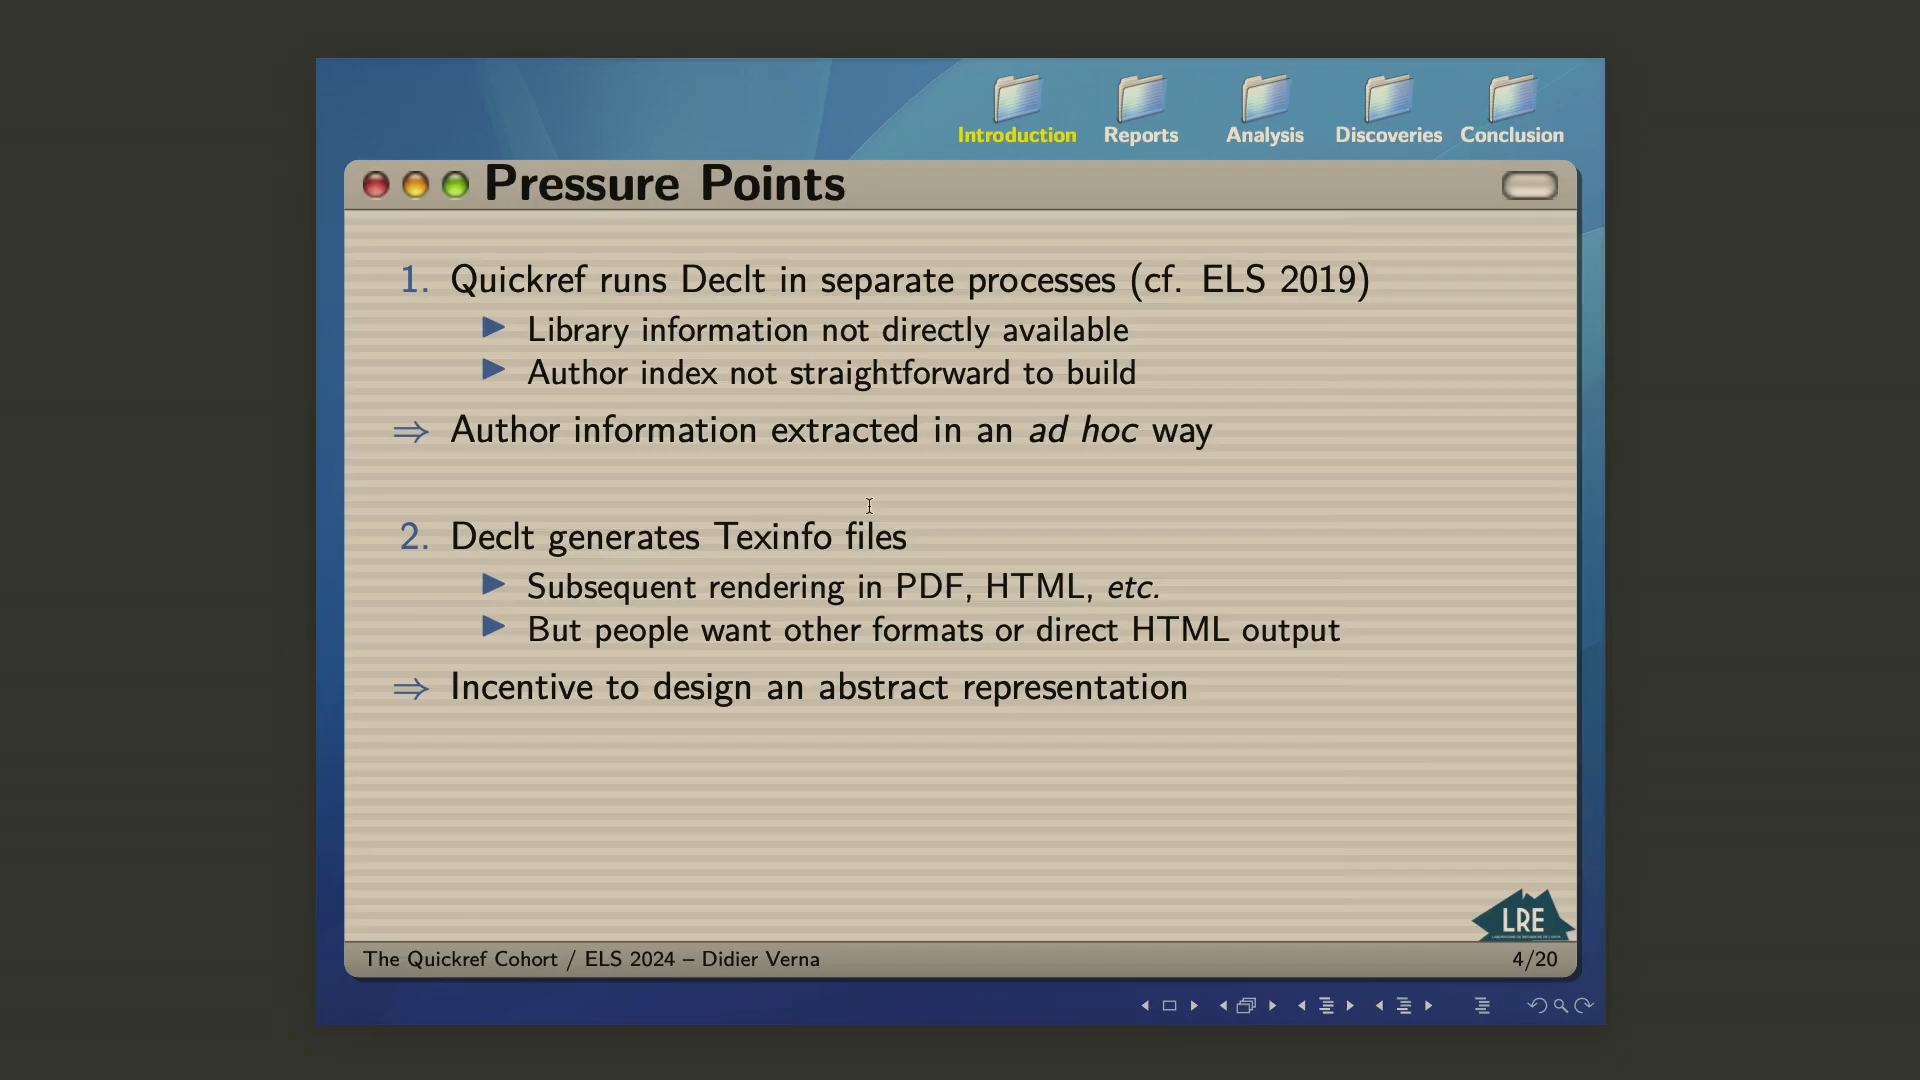 Introduction Reports Analysis Discoveries Conclusion
Pressure Points
1. Quickref runs Declt in separate processes (cf. ELS 2019)
▶ Library information not directly available
▶ Author index not straightforward to build
⇒ Author information extracted in an ad hoc way
2. Declt generates Texinfo files
▶ Subsequent rendering in PDF, HTML, etc.
▶ But people want other formats or direct HTML output
⇒ Incentive to design an abstract representation
LRE
The Quickref Cohort / ELS 2024 – Didier Verna 4/20